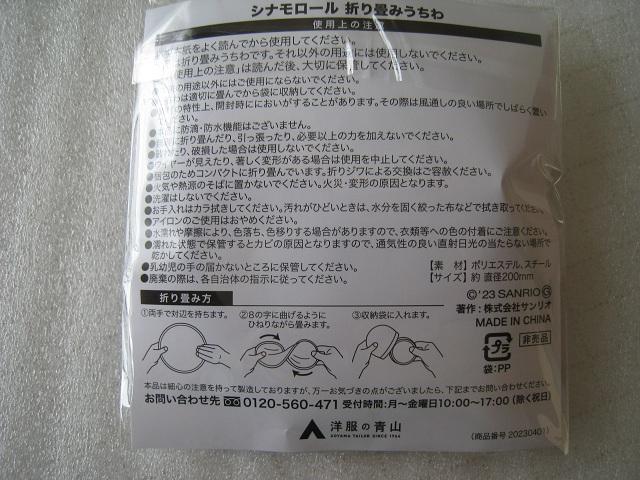 シナモロール 折り畳みうちわ
使用上の注意
紙をよく読んでから使用してください。
は折り畳みうちわです。それ以外の用途には使用しないでください。
使用上の注意」は読んだ後、大切に保管してください。
の用途以外にはご使用にならないでください。
は適切に畳んでから袋に収納してください。
の特性上、開封時ににおいがすることがあります。その際は風通しの良い場所でしばらく置い
ください。
に防滴・防水機能はございません。
に折り畳んだり、引っ張ったり、必要以上の力を加えないでください。
たり、破損した場合は使用しないでください。
●ワイヤーが見えたり、著しく変形がある場合は使用を中止してください。
●梱包のためコンパクトに折り畳んでいます。折りジワによる交換はご容赦ください。
●火気や熱源のそばに置かないでください。火災・変形の原因となります。
●洗濯はしないでください。
●お手入れはカラ拭きしてください。汚れがひどいときは、水分を固く絞った布などで拭き取ってください。
●アイロンのご使用はおやめください。
●水濡れや摩擦により、色落ち、色移りする場合がありますので、衣類等への色の付着にご注意ください。
●濡れた状態で保管するとカビの原因となりますので、通気性の良い直射日光の当たらない場所で
乾かしてください。
●乳幼児の手の届かないところに保管してください。
●廃棄の際は、各自治体の指示に従ってください。
【素 材】ポリエステル、スチール
【サイズ】約 直径200mm
©'23 SANRIO Ⓖ
著作：株式会社サンリオ
MADE IN CHINA
折り畳み方
①両手で対辺を持ちます。
②8の字に曲げるように
ひねりながら畳みます。
③収納袋に入れます。
プラ
袋:PP
非売品
本品は細心の注意を持って製造しておりますが、万一お気づきの点がございましたら、下記までお問い合わせください。
お問い合わせ先 0120-560-471 受付時間:月～金曜日10:00～17:00 (除く祝日)
洋服の青山
AOYAMA TAILOR SINCE 1964
(商品番号 20230401)